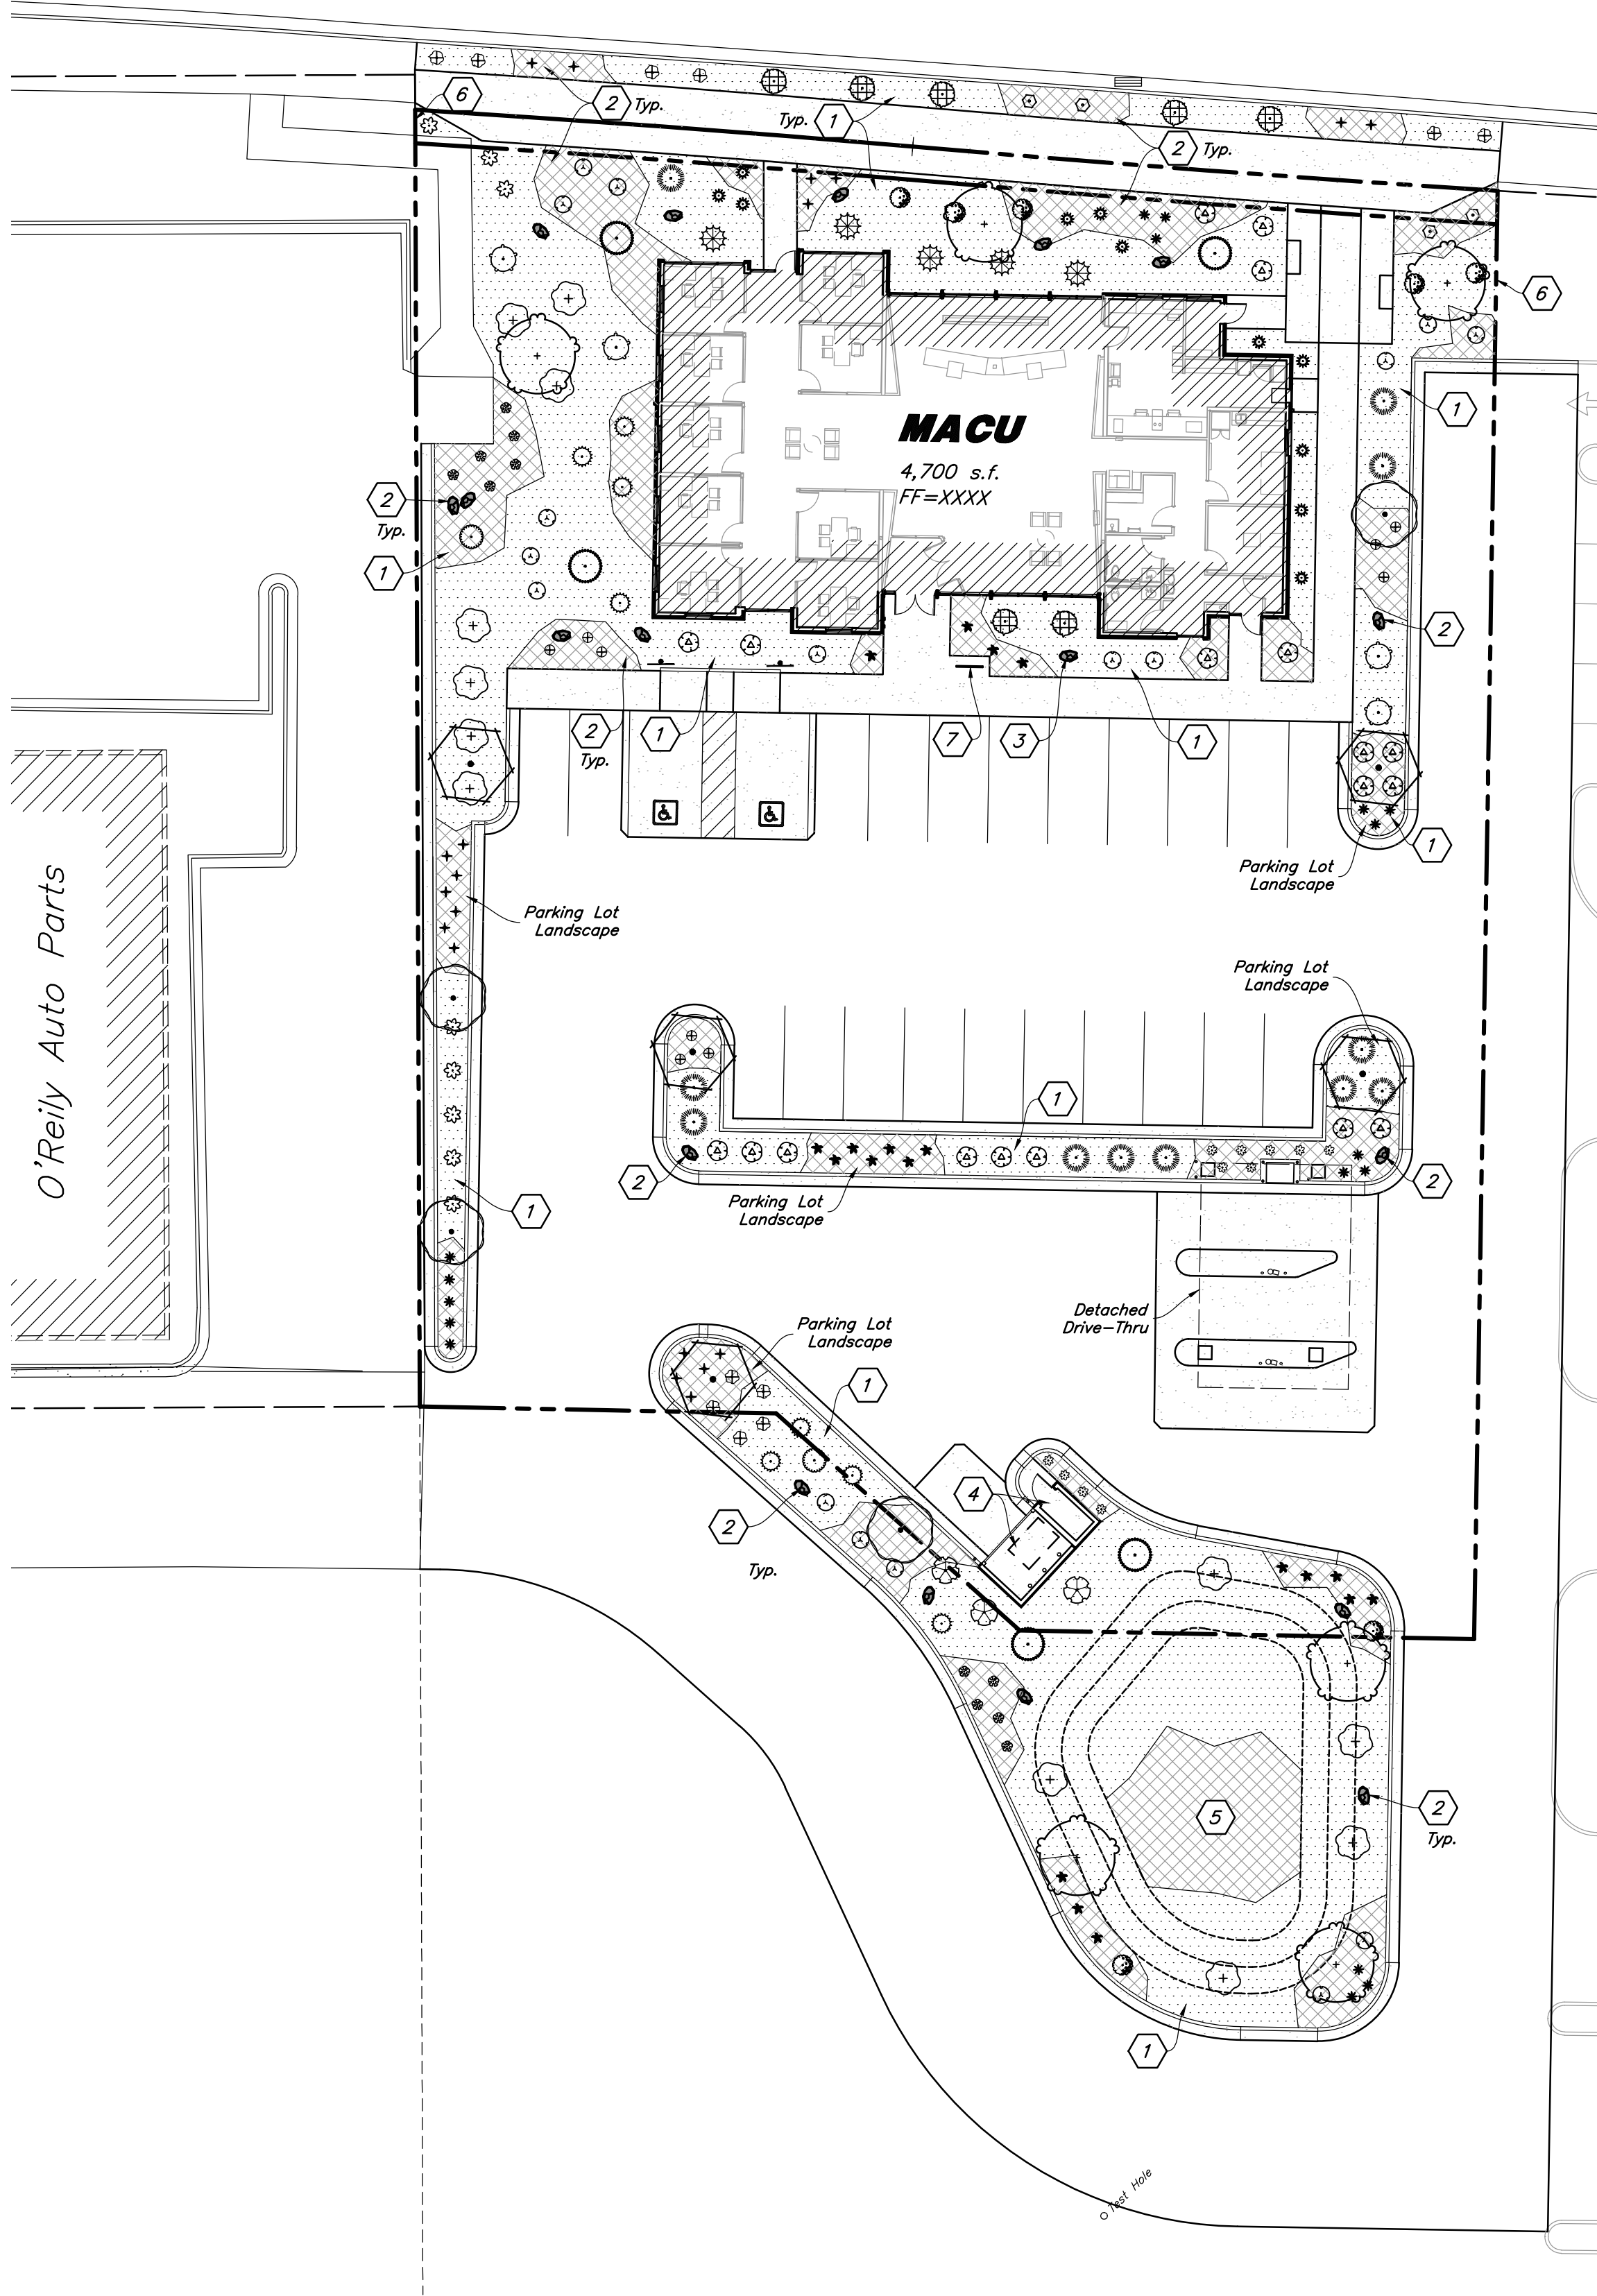 6
2
Typ.
Typ.
1
2
Typ.
6
1
MACU
4,700 s.f.
FF=XXXX
2
Typ.
1
2
2
Typ.
1
7
3
1
1
Parking Lot
Landscape
Parking Lot
Landscape
O'Reily Auto Parts
Parking Lot
Landscape
1
2
2
1
Parking Lot
Landscape
Detached
Drive-Thru
Parking Lot
Landscape
1
4
2
Typ.
5
2
Typ.
1
Test Hole